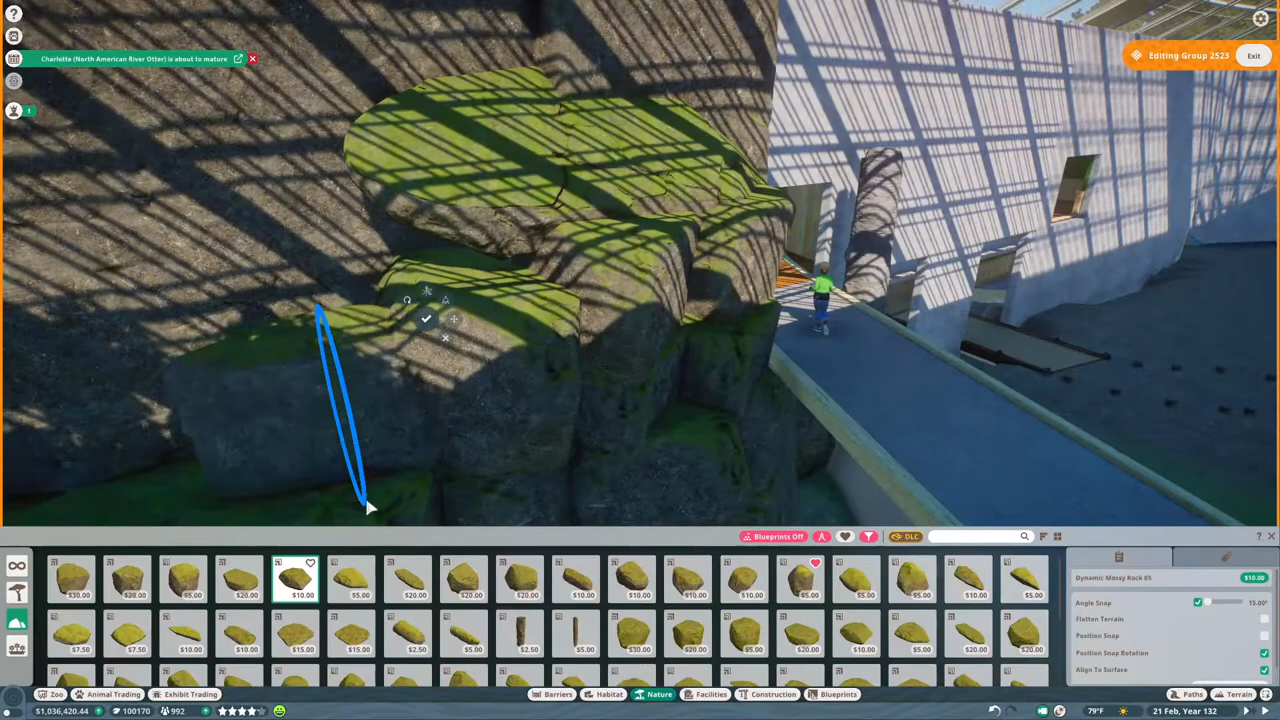 ?
Charlotte (North American River Otter) is about to mature
1
Editing Group 2523
Exit
Blueprints Off
DLC
?
$30.00
$20.00
$5.00
$20.00
$10.00
$5.00
$20.00
$5.00
$20.00
$10.00
$5.00
$10.00
$10.00
$5.00
$5.00
$5.00
$10.00
$5.00
Dynamic Mossy Rock 05
$10.00
Angle Snap
15.00°
Flatten Terrain
Position Snap
Position Snap Rotation
Align To Surface
$7.50
$7.50
$10.00
$10.00
$15.00
$15.00
$2.50
$5.00
$2.50
$5.00
$30.00
$20.00
$5.00
$20.00
$10.00
$5.00
$5.00
$20.00
Zoo
Animal Trading
Exhibit Trading
Barriers
Habitat
Nature
Facilities
Construction
Blueprints
Paths
Terrain
$1,036,420.44
100170
992
79°F
21 Feb, Year 132